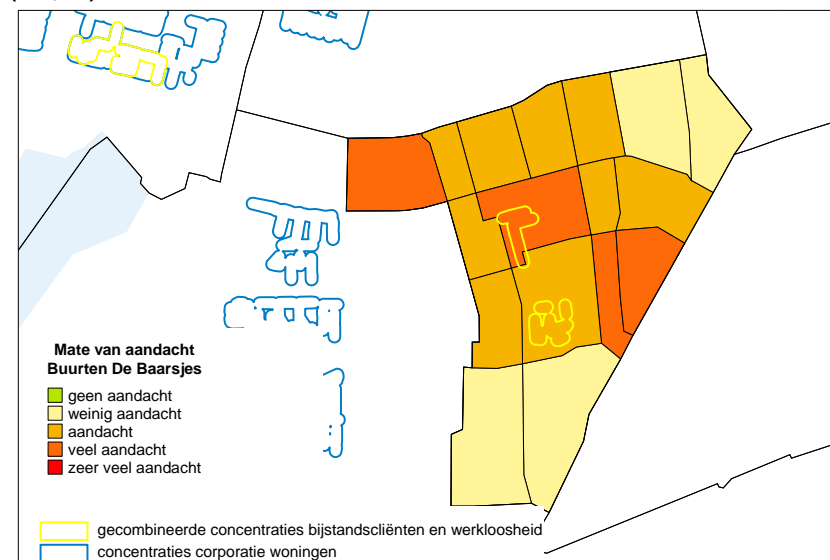 Mate van aandacht
Buurten De Baarsjes
geen aandacht
weinig aandacht
aandacht
veel aandacht
zeer veel aandacht
gecombineerde concentraties bijstandscliënten en werkloosheid
concentraties corporatie woningen